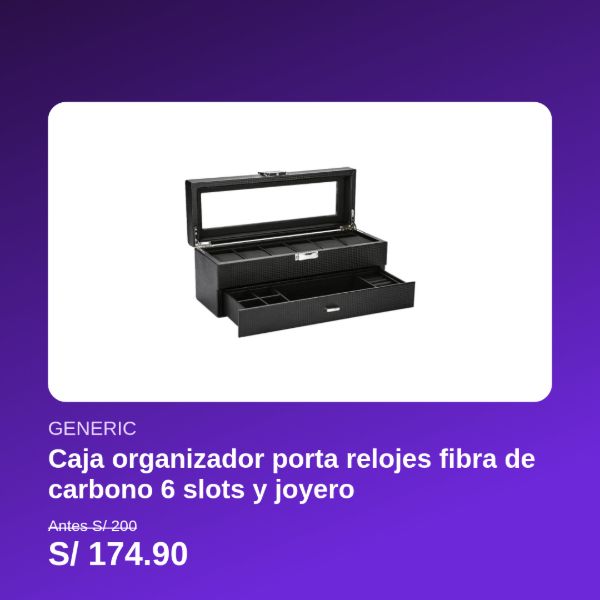 GENERIC
Caja organizador porta relojes fibra de
carbono 6 slots y joyero
Antes S/ 200
S/ 174.90